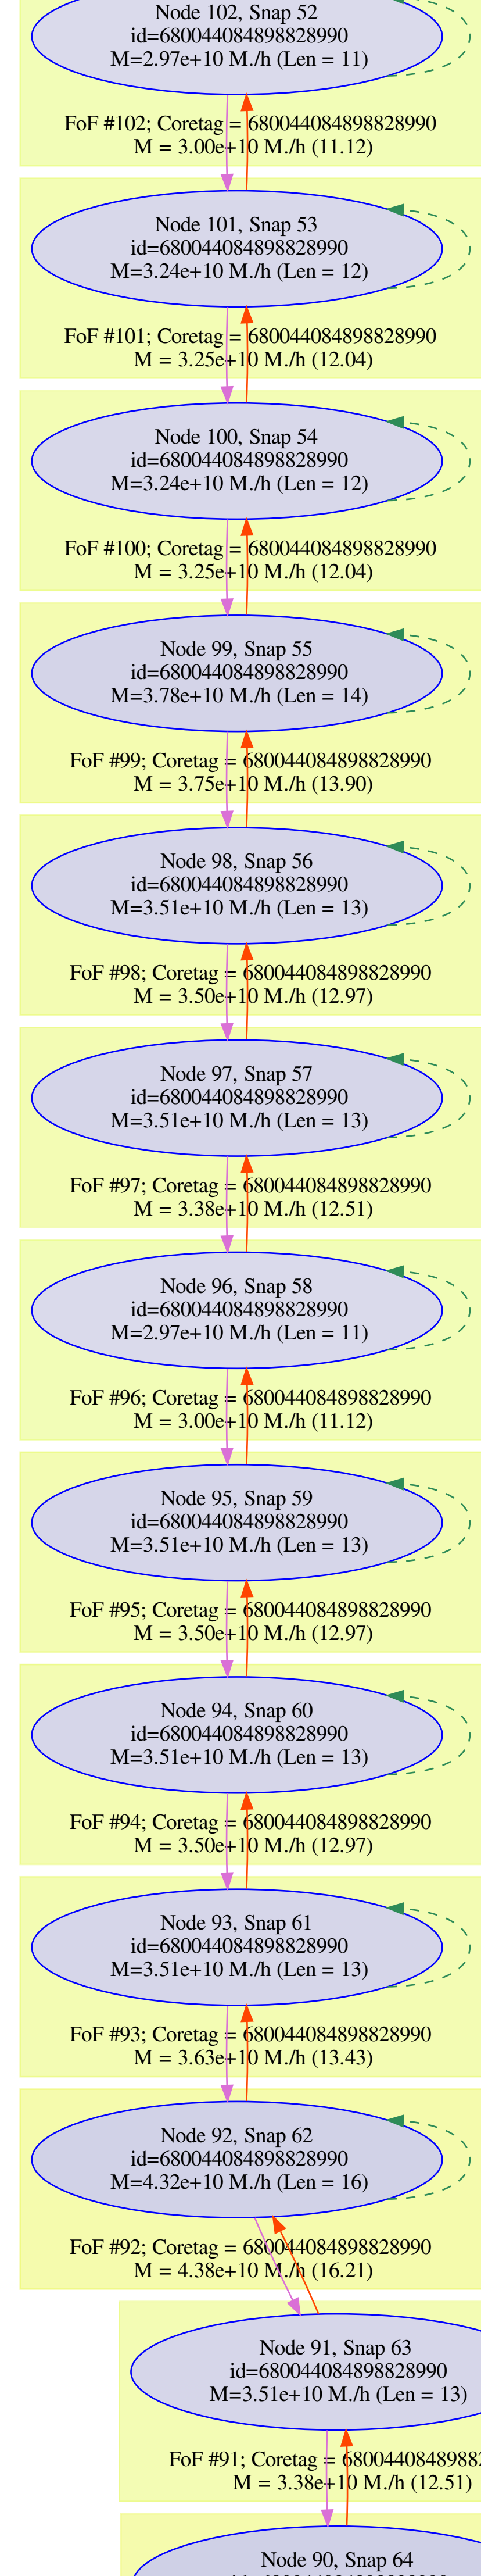 Node 102, Snap 52
id=680044084898828990
M=2.97e+10 M./h (Len = 11)
FoF #102; Coretag = 680044084898828990
M = 3.00e+10 M./h (11.12)
Node 101, Snap 53
id=680044084898828990
M=3.24e+10 M./h (Len = 12)
FoF #101; Coretag = 680044084898828990
M = 3.25e+10 M./h (12.04)
Node 100, Snap 54
id=680044084898828990
M=3.24e+10 M./h (Len = 12)
FoF #100; Coretag = 680044084898828990
M = 3.25e+10 M./h (12.04)
Node 99, Snap 55
id=680044084898828990
M=3.78e+10 M./h (Len = 14)
FoF #99; Coretag = 680044084898828990
M = 3.75e+10 M./h (13.90)
Node 98, Snap 56
id=680044084898828990
M=3.51e+10 M./h (Len = 13)
FoF #98; Coretag = 680044084898828990
M = 3.50e+10 M./h (12.97)
Node 97, Snap 57
id=680044084898828990
M=3.51e+10 M./h (Len = 13)
FoF #97; Coretag = 680044084898828990
M = 3.38e+10 M./h (12.51)
Node 96, Snap 58
id=680044084898828990
M=2.97e+10 M./h (Len = 11)
FoF #96; Coretag = 680044084898828990
M = 3.00e+10 M./h (11.12)
Node 95, Snap 59
id=680044084898828990
M=3.51e+10 M./h (Len = 13)
FoF #95; Coretag = 680044084898828990
M = 3.50e+10 M./h (12.97)
Node 94, Snap 60
id=680044084898828990
M=3.51e+10 M./h (Len = 13)
FoF #94; Coretag = 680044084898828990
M = 3.50e+10 M./h (12.97)
Node 93, Snap 61
id=680044084898828990
M=3.51e+10 M./h (Len = 13)
FoF #93; Coretag = 680044084898828990
M = 3.63e+10 M./h (13.43)
Node 92, Snap 62
id=680044084898828990
M=4.32e+10 M./h (Len = 16)
FoF #92; Coretag = 680044084898828990
M = 4.38e+10 M./h (16.21)
Node 91, Snap 63
id=680044084898828990
M=3.51e+10 M./h (Len = 13)
FoF #91; Coretag =
M = 3.38e+10 M./h (12.51)
Node 90, Snap 64